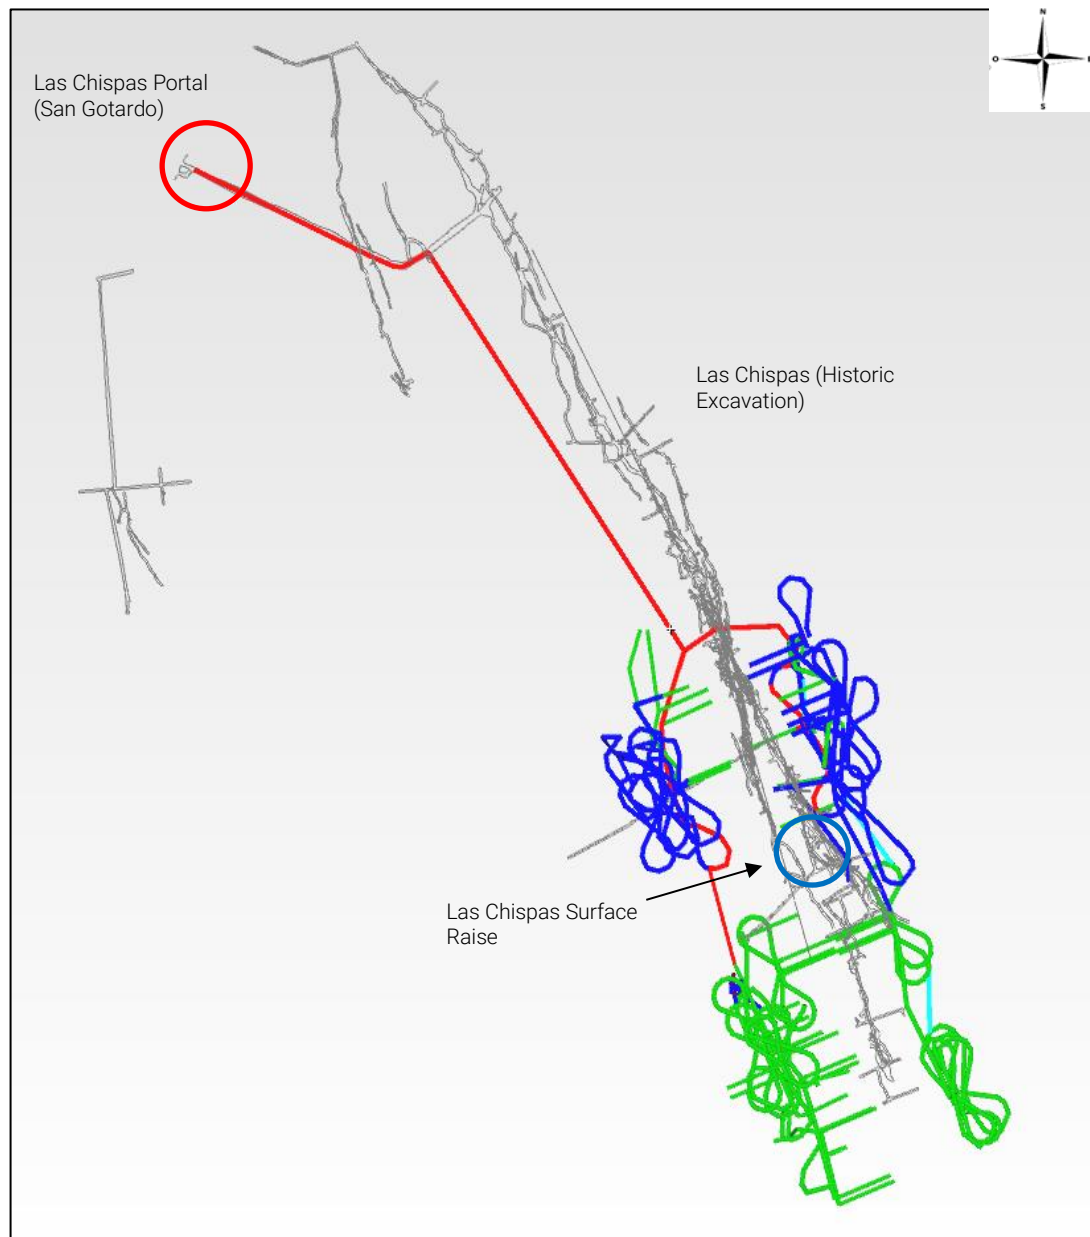 N
O
S
Las Chispas Portal
(San Gotardo)
Las Chispas (Historic
Excavation)
Las Chispas Surface
Raise